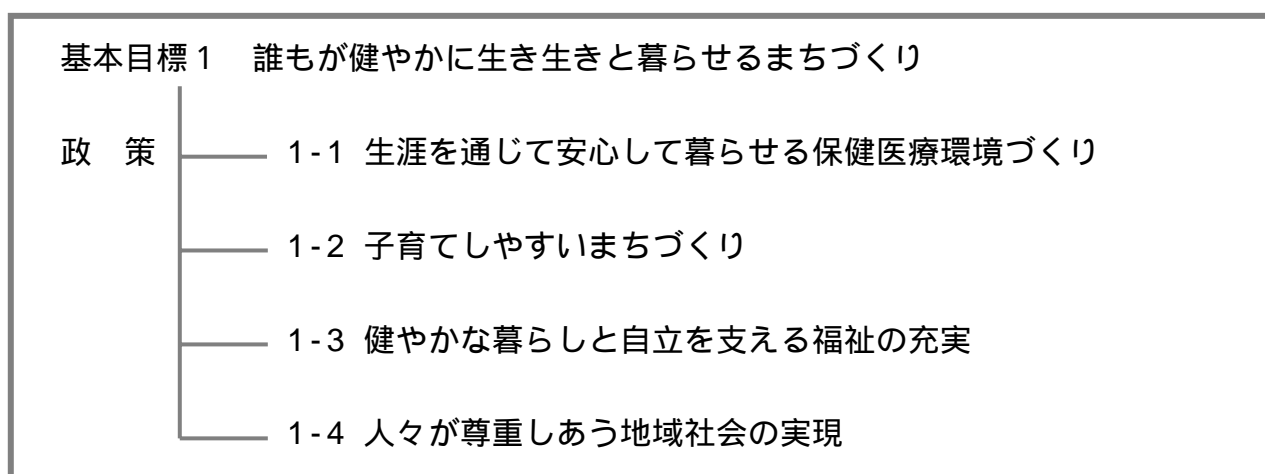 基本目標1　誰もが健やかに生き生きと暮らせるまちづくり
政　策　1-1 生涯を通じて安心して暮らせる保健医療環境づくり
1-2 子育てしやすいまちづくり
1-3 健やかな暮らしと自立を支える福祉の充実
1-4 人々が尊重しあう地域社会の実現